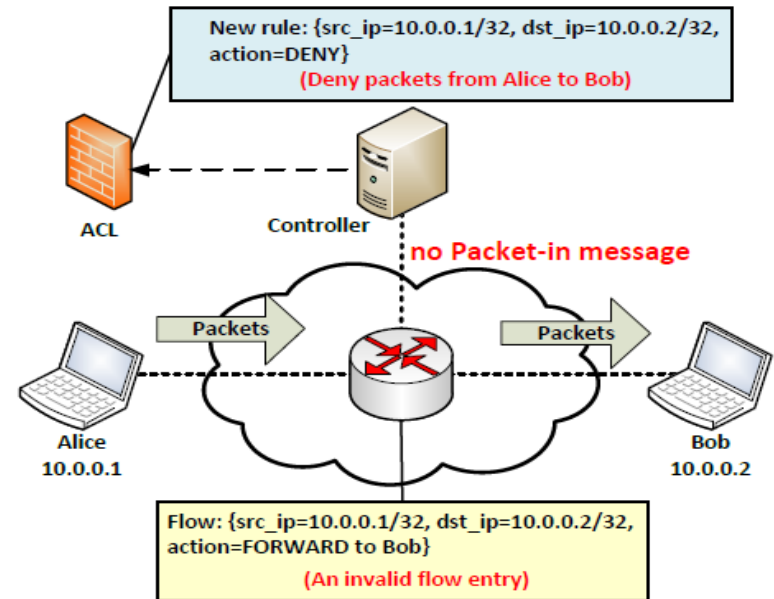 New rule: {src_ip=10.0.0.1/32, dst_ip=10.0.0.2/32,
action=DENY}
(Deny packets from Alice to Bob)
ACL
Controller
no Packet-in message
Packets
Packets
Alice
10.0.0.1
Bob
10.0.0.2
Flow: {src_ip=10.0.0.1/32, dst_ip=10.0.0.2/32,
action=FORWARD to Bob}
(An invalid flow entry)